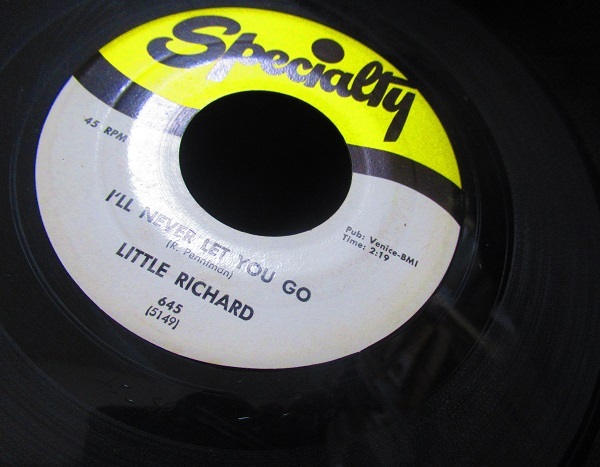 Specialty
45 RPM
Pub: Venice-BMI
Time: 2:19
I'LL NEVER LET YOU GO
(R. Penniman)
LITTLE RICHARD
645
(5149)